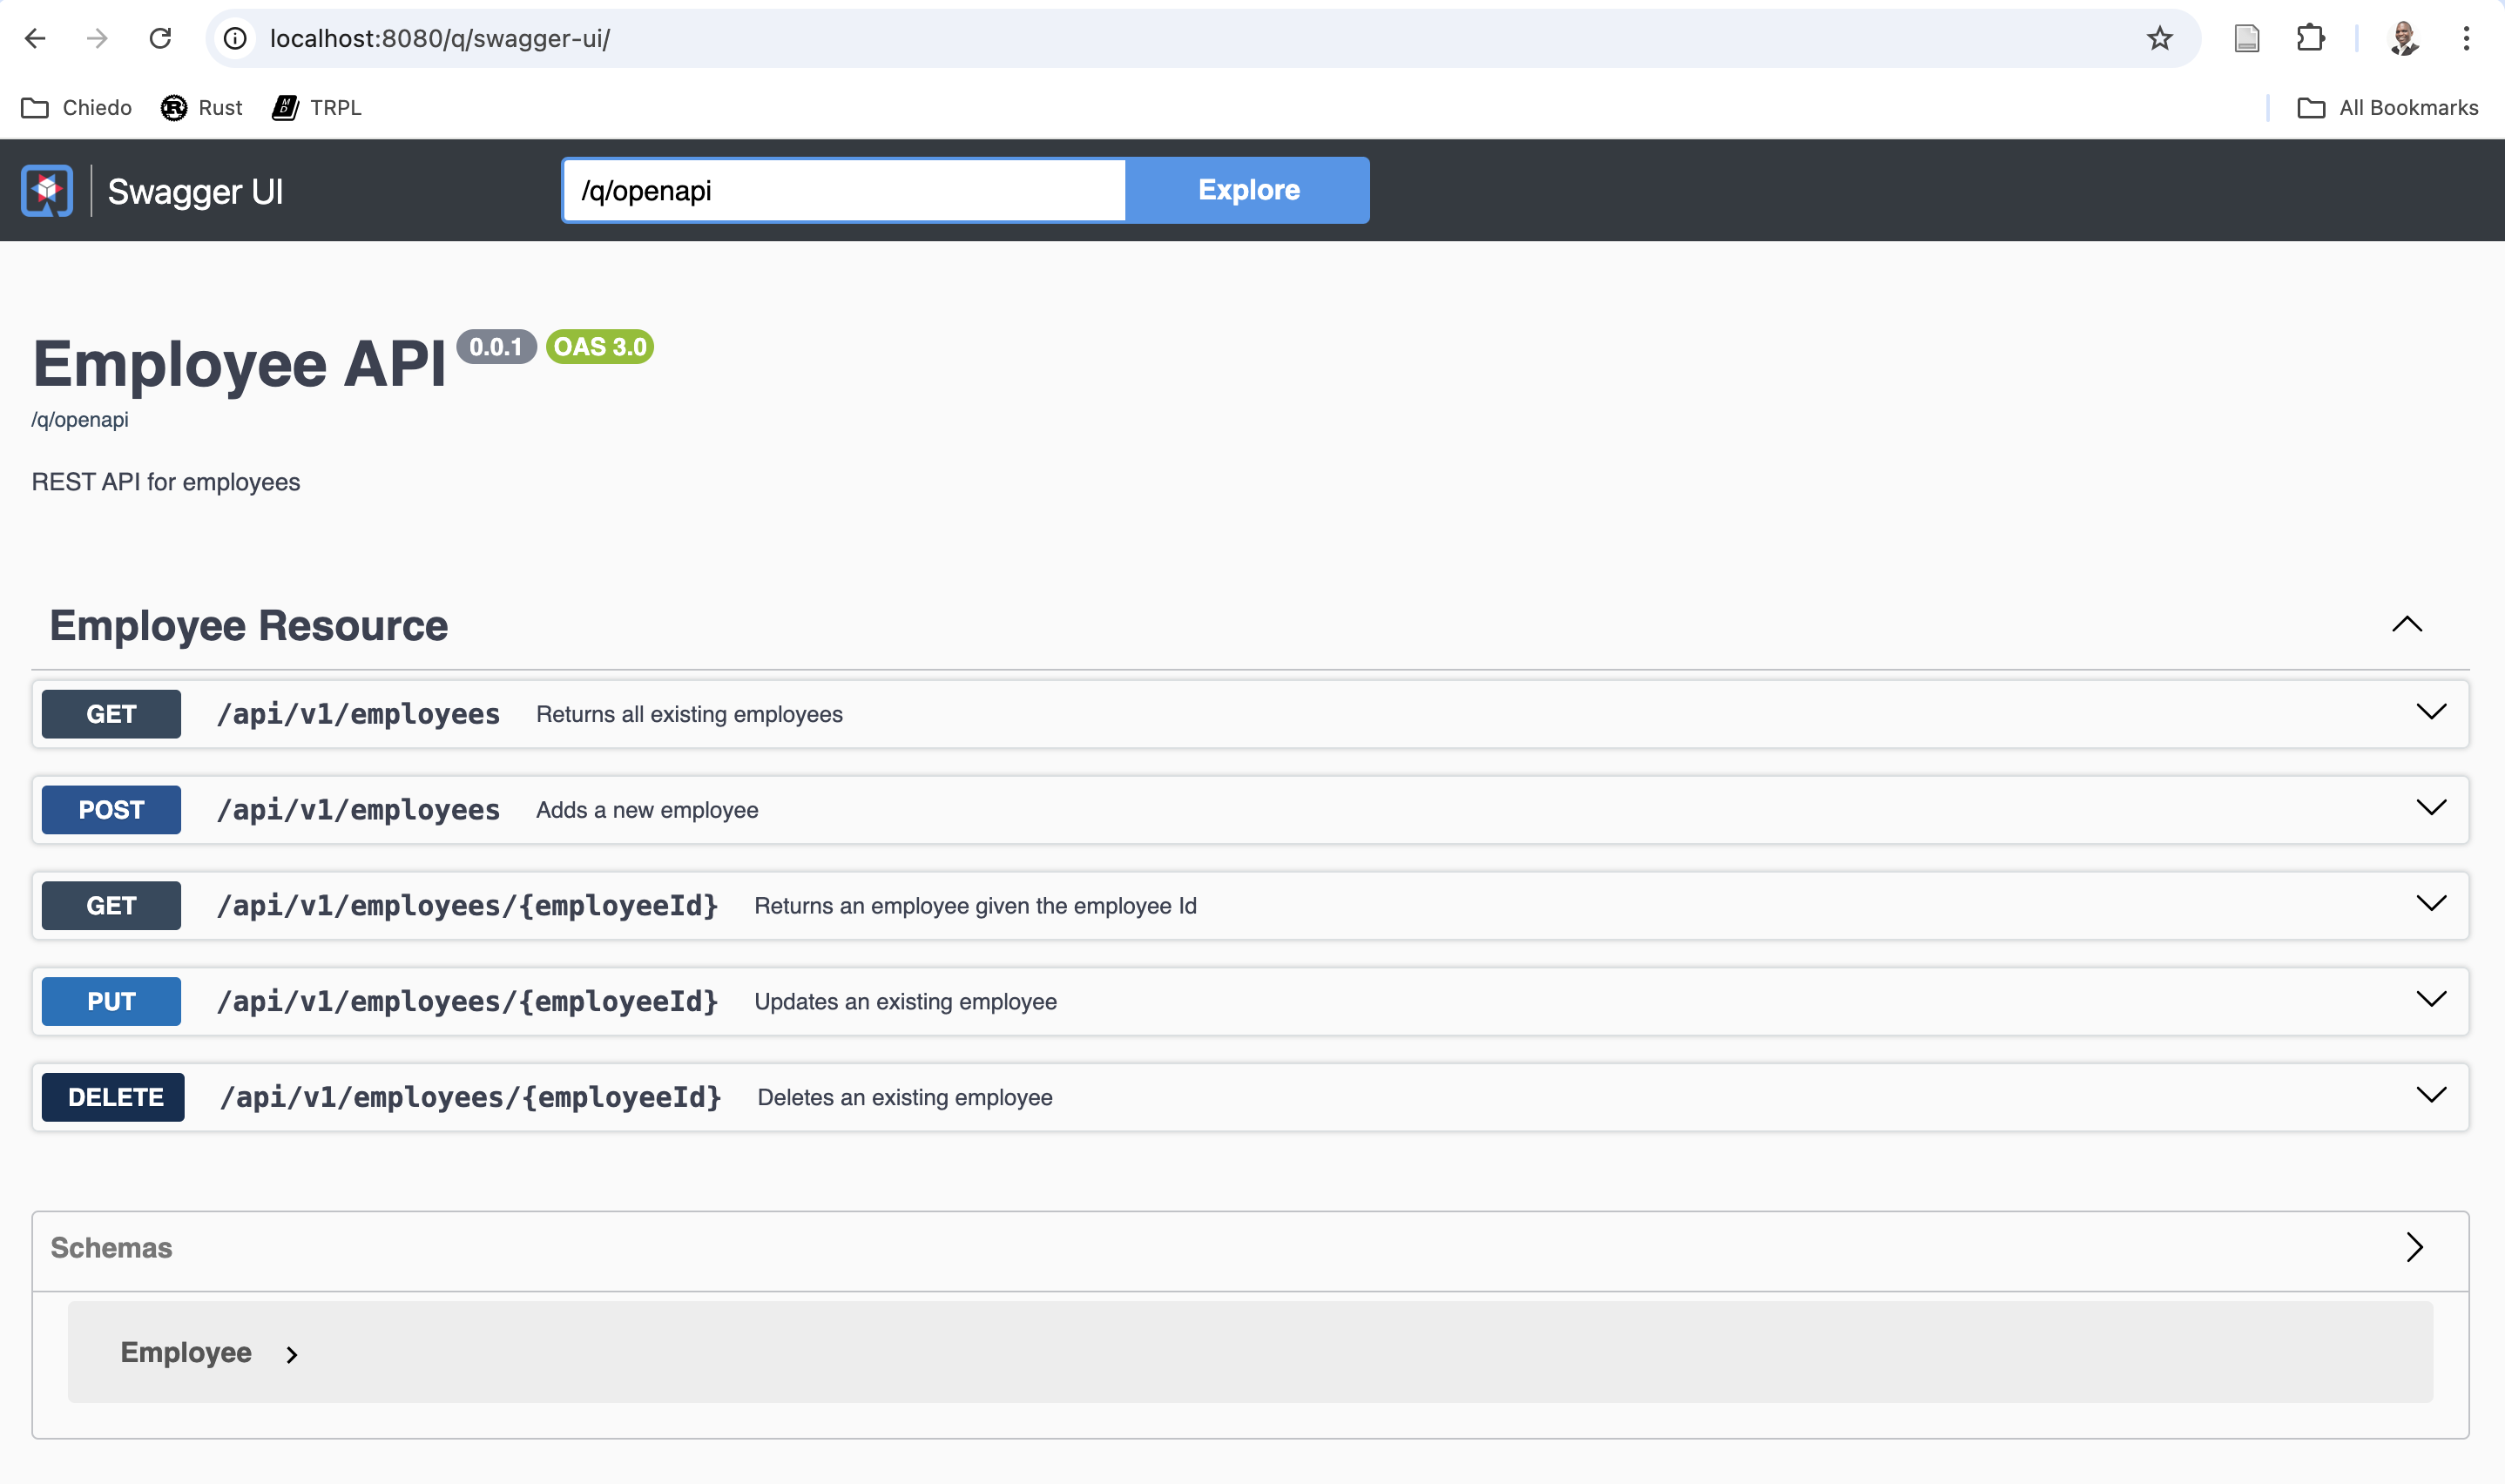 localhost:8080/q/swagger-ui/
Chiedo Rust TRPL All Bookmarks
Swagger UI /q/openapi Explore
Employee API 0.0.1 OAS 3.0
/q/openapi
REST API for employees
Employee Resource
GET /api/v1/employees Returns all existing employees
POST /api/v1/employees Adds a new employee
GET /api/v1/employees/{employeeId} Returns an employee given the employee Id
PUT /api/v1/employees/{employeeId} Updates an existing employee
DELETE /api/v1/employees/{employeeId} Deletes an existing employee
Schemas
Employee